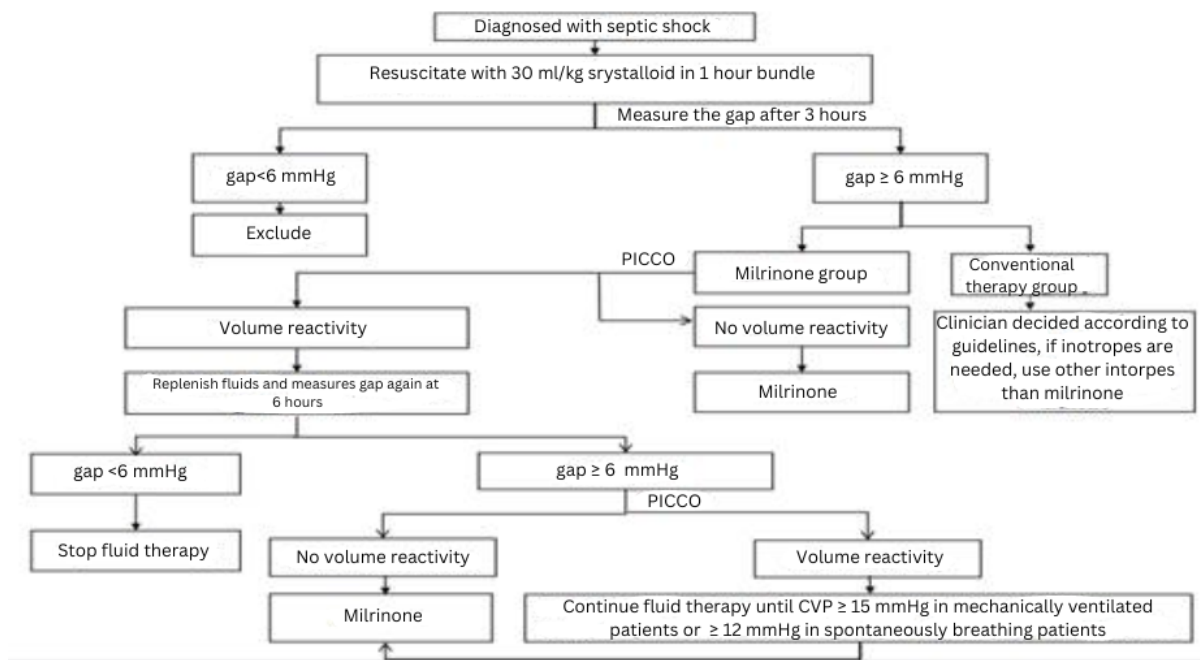 Diagnosed with septic shock
Resuscitate with 30 ml/kg srystalloid in 1 hour bundle
Measure the gap after 3 hours
gap<6 mmHg
gap ≥ 6 mmHg
Exclude
PICCO
Milrinone group
Conventional
therapy group
Volume reactivity
No volume reactivity
Clinician decided according to
guidelines, if inotropes are
needed, use other intorpes
than milrinone
Replenish fluids and measures gap again at
6 hours
Milrinone
gap <6 mmHg
gap ≥ 6 mmHg
PICCO
Stop fluid therapy
No volume reactivity
Volume reactivity
Milrinone
Continue fluid therapy until CVP ≥ 15 mmHg in mechanically ventilated
patients or ≥ 12 mmHg in spontaneously breathing patients